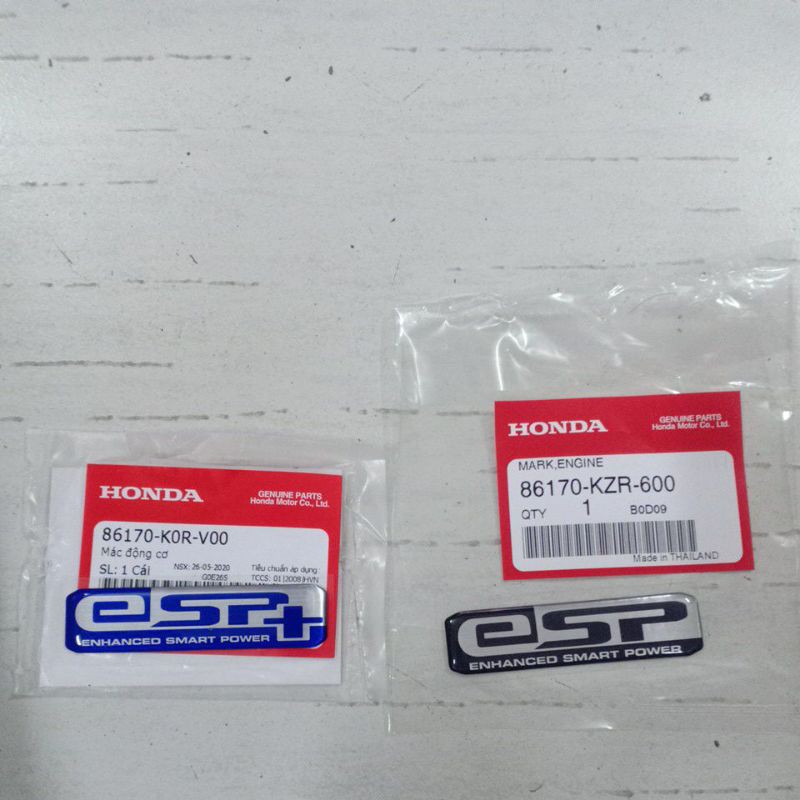 HONDA
GENUINE PARTS
Honda Motor Co., Ltd.
86170-K0R-V00
Mác động cơ
SL: 1 Cái
NSX: 26-05-2020
G0E26S
Tiêu chuẩn áp dụng :
TCCS: 01|2008|HVN
eSP+
ENHANCED SMART POWER
HONDA
GENUINE PARTS
Honda Motor Co., Ltd.
MARK,ENGINE
86170-KZR-600
QTY 1 B0D09
Made in THAILAND
eSP
ENHANCED SMART POWER